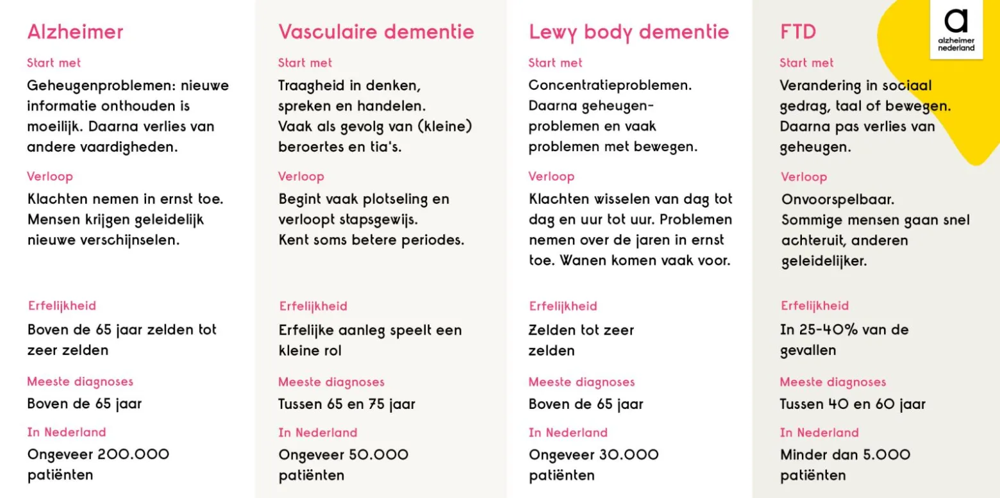 Alzheimer
Start met
Geheugenproblemen: nieuwe
informatie onthouden is
moeilijk. Daarna verlies van
andere vaardigheden.
Verloop
Klachten nemen in ernst toe.
Mensen krijgen geleidelijk
nieuwe verschijnselen.
Erfelijkheid
Boven de 65 jaar zelden tot
zeer zelden
Meeste diagnoses
Boven de 65 jaar
In Nederland
Ongeveer 200.000
patiënten
Vasculaire dementie
Start met
Traagheid in denken,
spreken en handelen.
Vaak als gevolg van (kleine)
beroertes en tia's.
Verloop
Begint vaak plotseling en
verloopt stapsgewijs.
Kent soms betere periodes.
Erfelijkheid
Erfelijke aanleg speelt een
kleine rol
Meeste diagnoses
Tussen 65 en 75 jaar
In Nederland
Ongeveer 50.000
patiënten
Lewy body dementie
Start met
Concentratieproblemen.
Daarna geheugen-
problemen en vaak
problemen met bewegen.
Verloop
Klachten wisselen van dag tot
dag en uur tot uur. Problemen
nemen over de jaren in ernst
toe. Wanen komen vaak voor.
Erfelijkheid
Zelden tot zeer
zelden
Meeste diagnoses
Boven de 65 jaar
In Nederland
Ongeveer 30.000
patiënten
FTD
Start met
Verandering in sociaal
gedrag, taal of bewegen.
Daarna pas verlies van
geheugen.
Verloop
Onvoorspelbaar.
Sommige mensen gaan snel
achteruit, anderen
geleidelijker.
Erfelijkheid
In 25-40% van de
gevallen
Meeste diagnoses
Tussen 40 en 60 jaar
In Nederland
Minder dan 5.000
patiënten
a
alzheimer
nederland